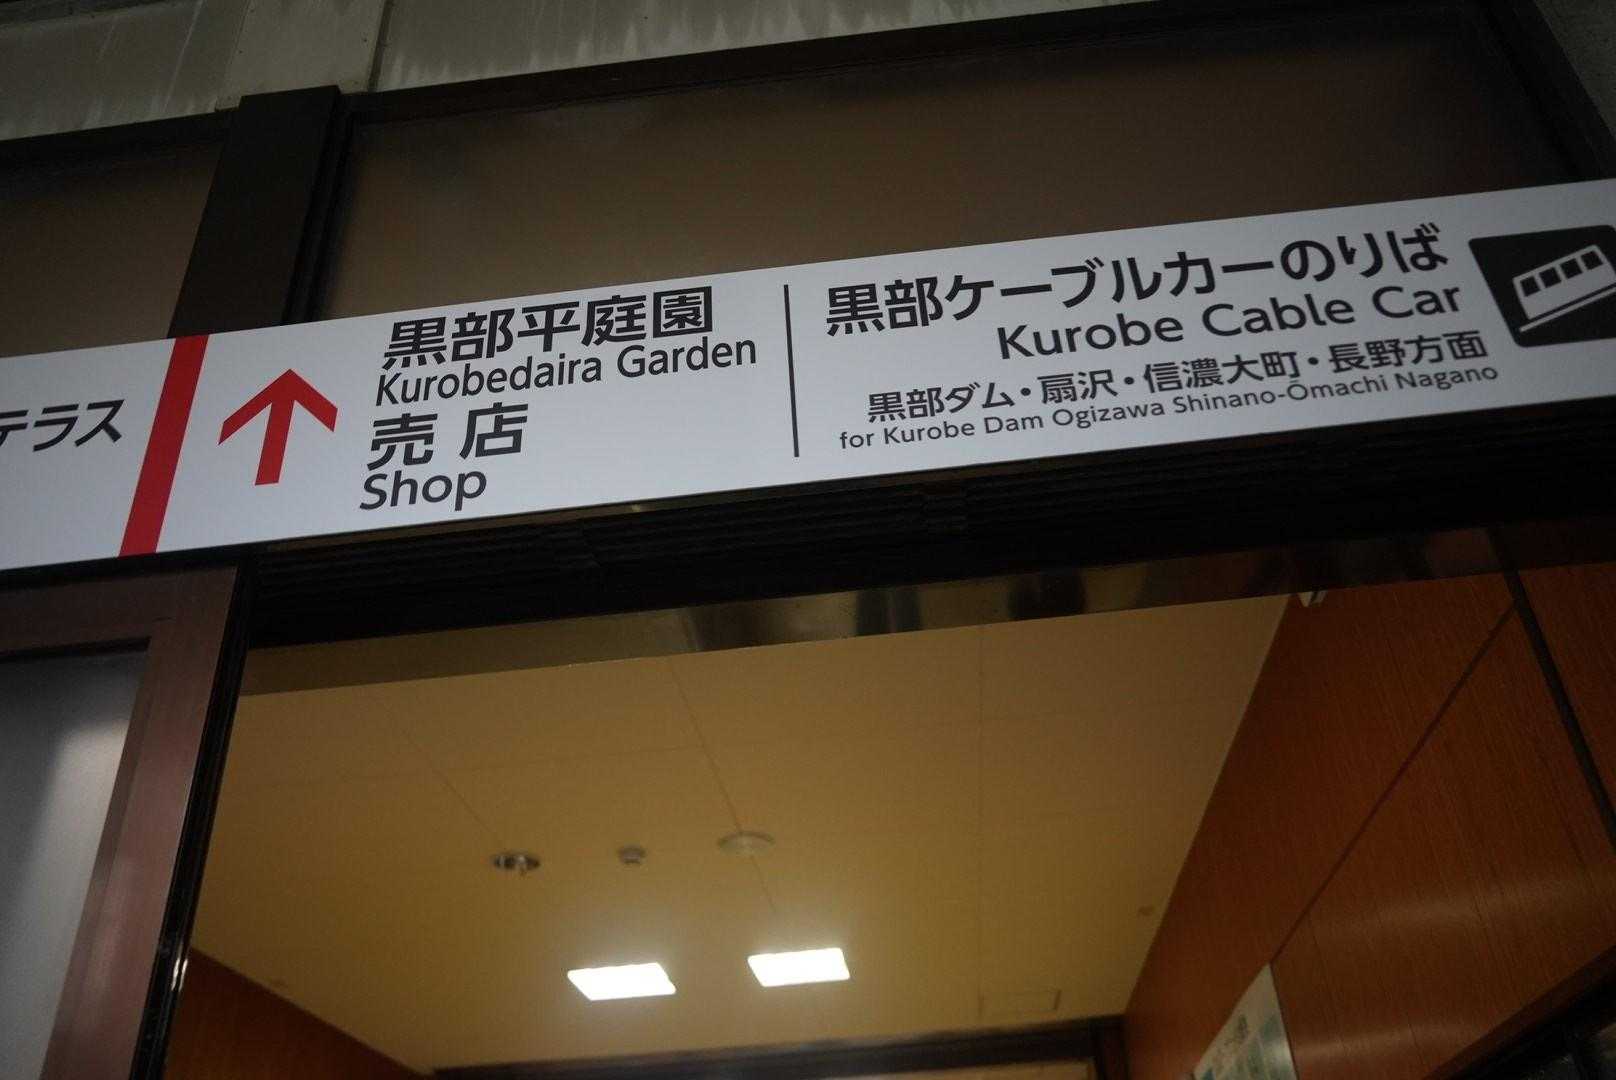 テラス
黒部平庭園
Kurobedaira Garden
売店
Shop
黒部ケーブルカーのりば
Kurobe Cable Car
黒部ダム・扇沢・信濃大町・長野方面
for Kurobe Dam Ogizawa Shinano-Ōmachi Nagano